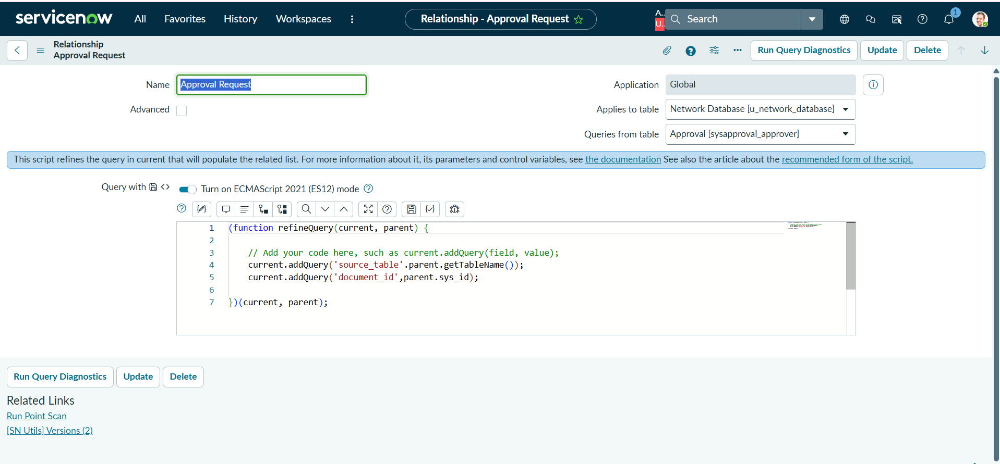 servicenow All Favorites History Workspaces Relationship - Approval Request A.. U.. Search 1
Relationship
Approval Request
Run Query Diagnostics Update Delete
Name Approval Request Application Global
Advanced Applies to table Network Database [u_network_database]
Queries from table Approval [sysapproval_approver]
This script refines the query in current that will populate the related list. For more information about it, its parameters and control variables, see the documentation See also the article about the recommended form of the script.
Query with Turn on ECMAScript 2021 (ES12) mode
1 (function refineQuery(current, parent) {
2
3 // Add your code here, such as current.addQuery(field, value);
4 current.addQuery('source_table'.parent.getTableName());
5 current.addQuery('document_id',parent.sys_id);
6
7 })(current, parent);
Run Query Diagnostics Update Delete
Related Links
Run Point Scan
[SN Utils] Versions (2)